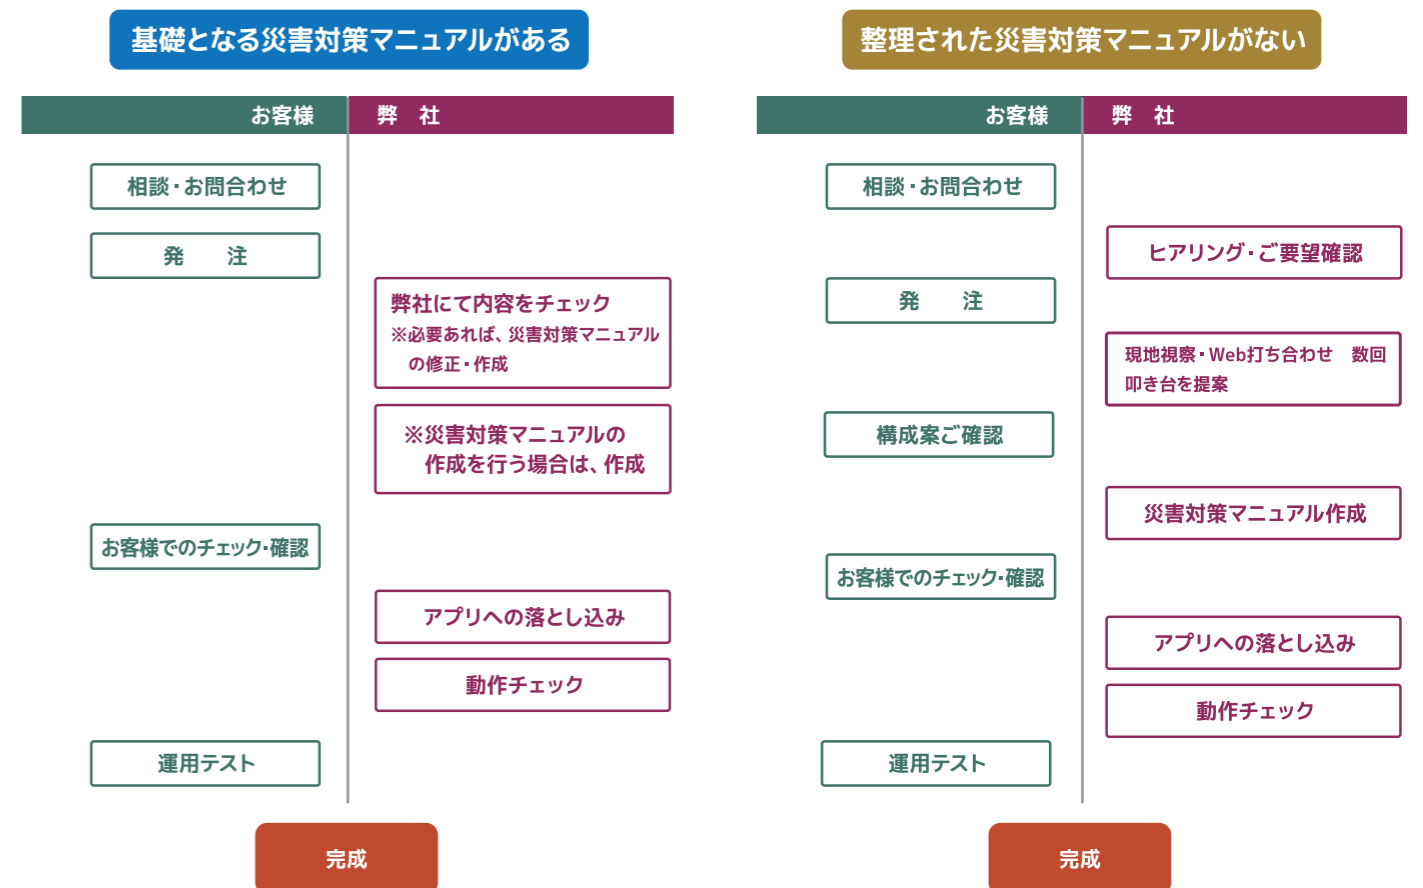 基礎となる災害対策マニュアルがある
お客様
弊　社
相談・お問合わせ
発　　注
弊社にて内容をチェック
※必要あれば、災害対策マニュアル
の修正・作成
※災害対策マニュアルの
作成を行う場合は、作成
お客様でのチェック・確認
アプリへの落とし込み
動作チェック
運用テスト
完成
整理された災害対策マニュアルがない
お客様
弊　社
相談・お問合わせ
ヒアリング・ご要望確認
発　　注
現地視察・Web打ち合わせ　数回
叩き台を提案
構成案ご確認
災害対策マニュアル作成
お客様でのチェック・確認
アプリへの落とし込み
動作チェック
運用テスト
完成